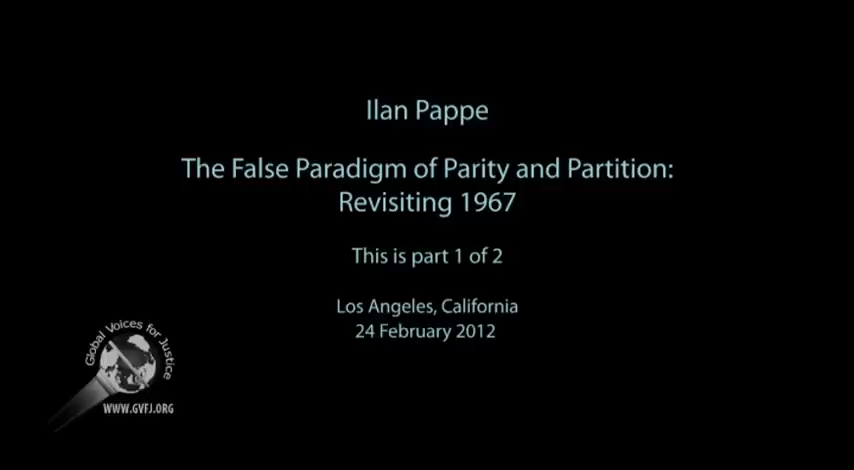 Ilan Pappe
The False Paradigm of Parity and Partition:
Revisiting 1967
This is part 1 of 2
Los Angeles, California
24 February 2012
Global Voices for Justice
WWW.GVFJ.ORG